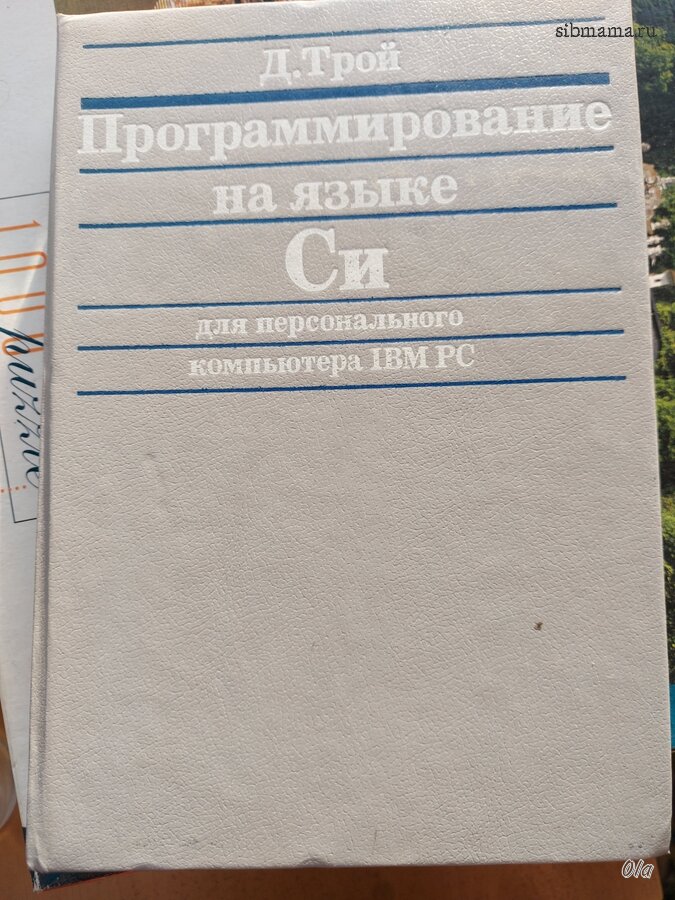 sibmama.ru
Д.Трой
Программирование
на языке
Си
для персонального
компьютера IBM PC
Ola